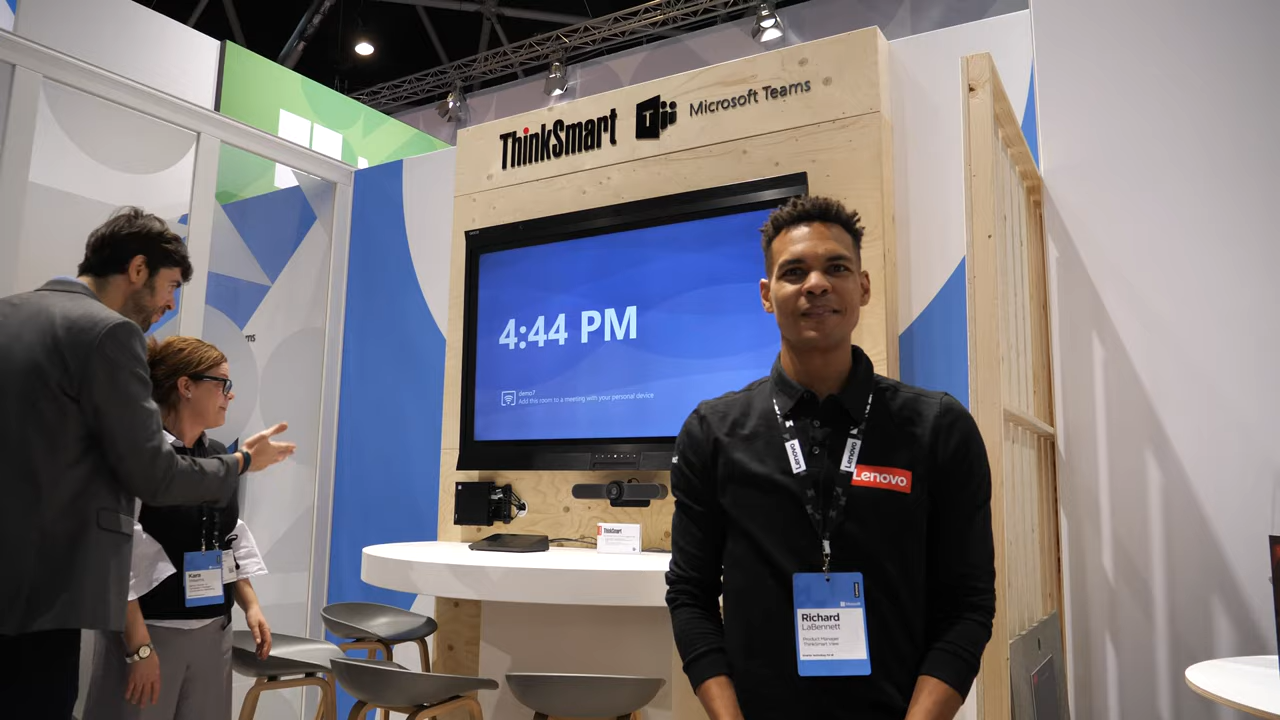 ThinkSmart
Microsoft Teams
4:44 PM
demo7
Add this room to a meeting with your personal device
ThinkSmart
Lenovo
Lenovo
Lenovo
Microsoft
Richard
LaBennett
Product Manager
ThinkSmart View
Kara